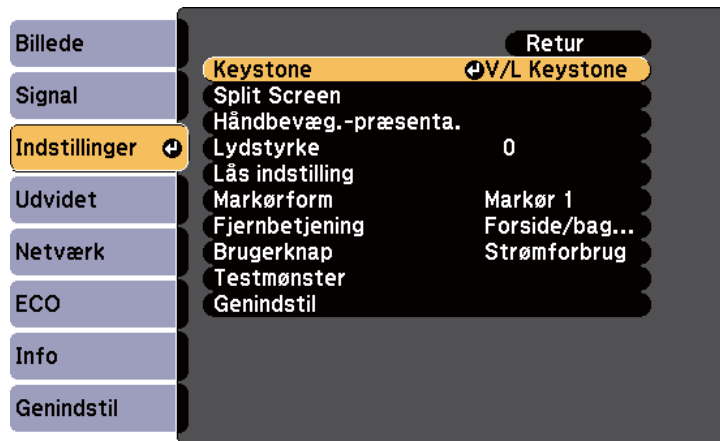 Billede
Signal
Indstillinger
Udvidet
Netværk
ECO
Info
Genindstil
Retur
Keystone V/L Keystone
Split Screen
Håndbevæg.-præsenta.
Lydstyrke 0
Lås indstilling
Markørform Markør 1
Fjernbetjening Forside/bag...
Brugerknap Strømforbrug
Testmønster
Genindstil